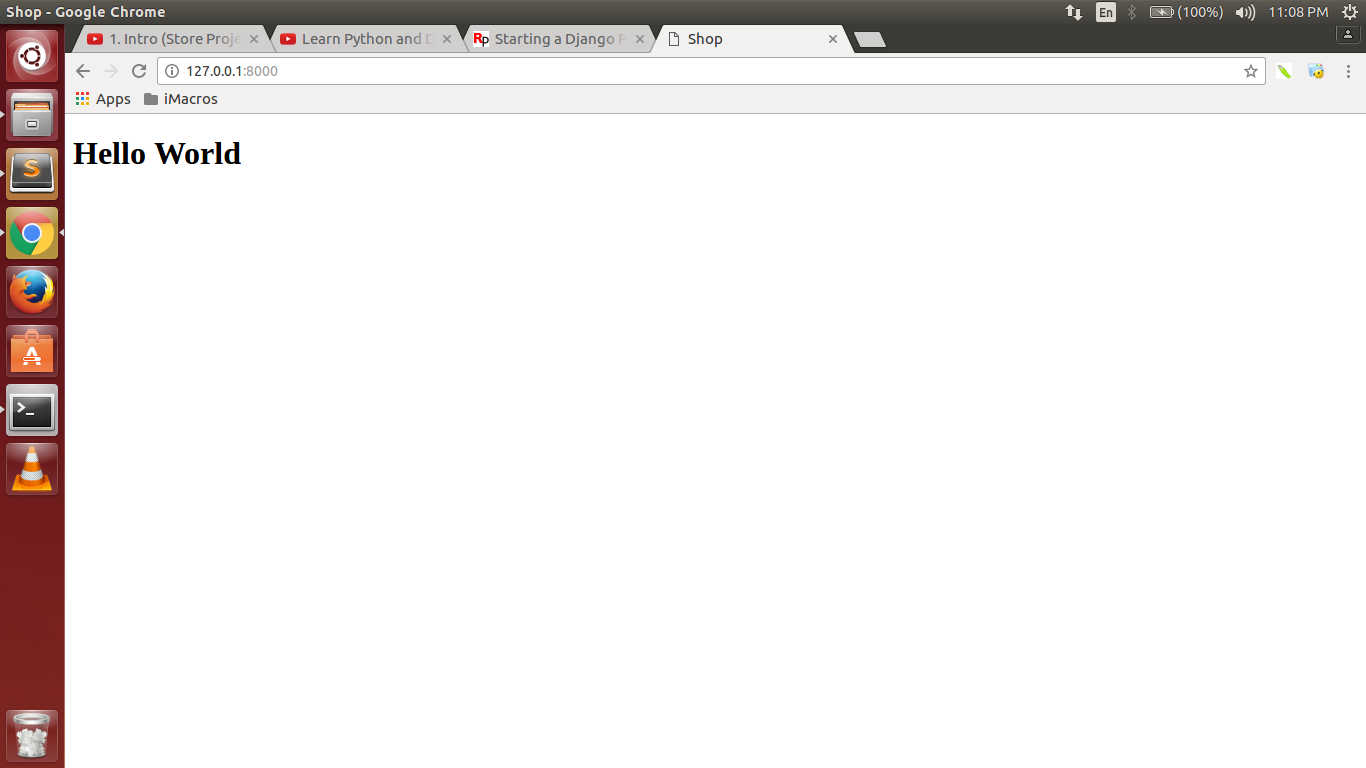 Shop - Google Chrome
En
(100%)
11:08 PM
1. Intro (Store Proje
Learn Python and D
Rp
Starting a Django P
Shop
127.0.0.1:8000
Apps
iMacros
Hello World